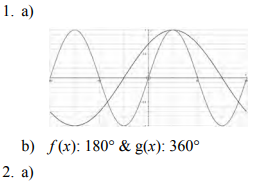 1. a)
b) f(x): 180° & g(x): 360°
2. a)